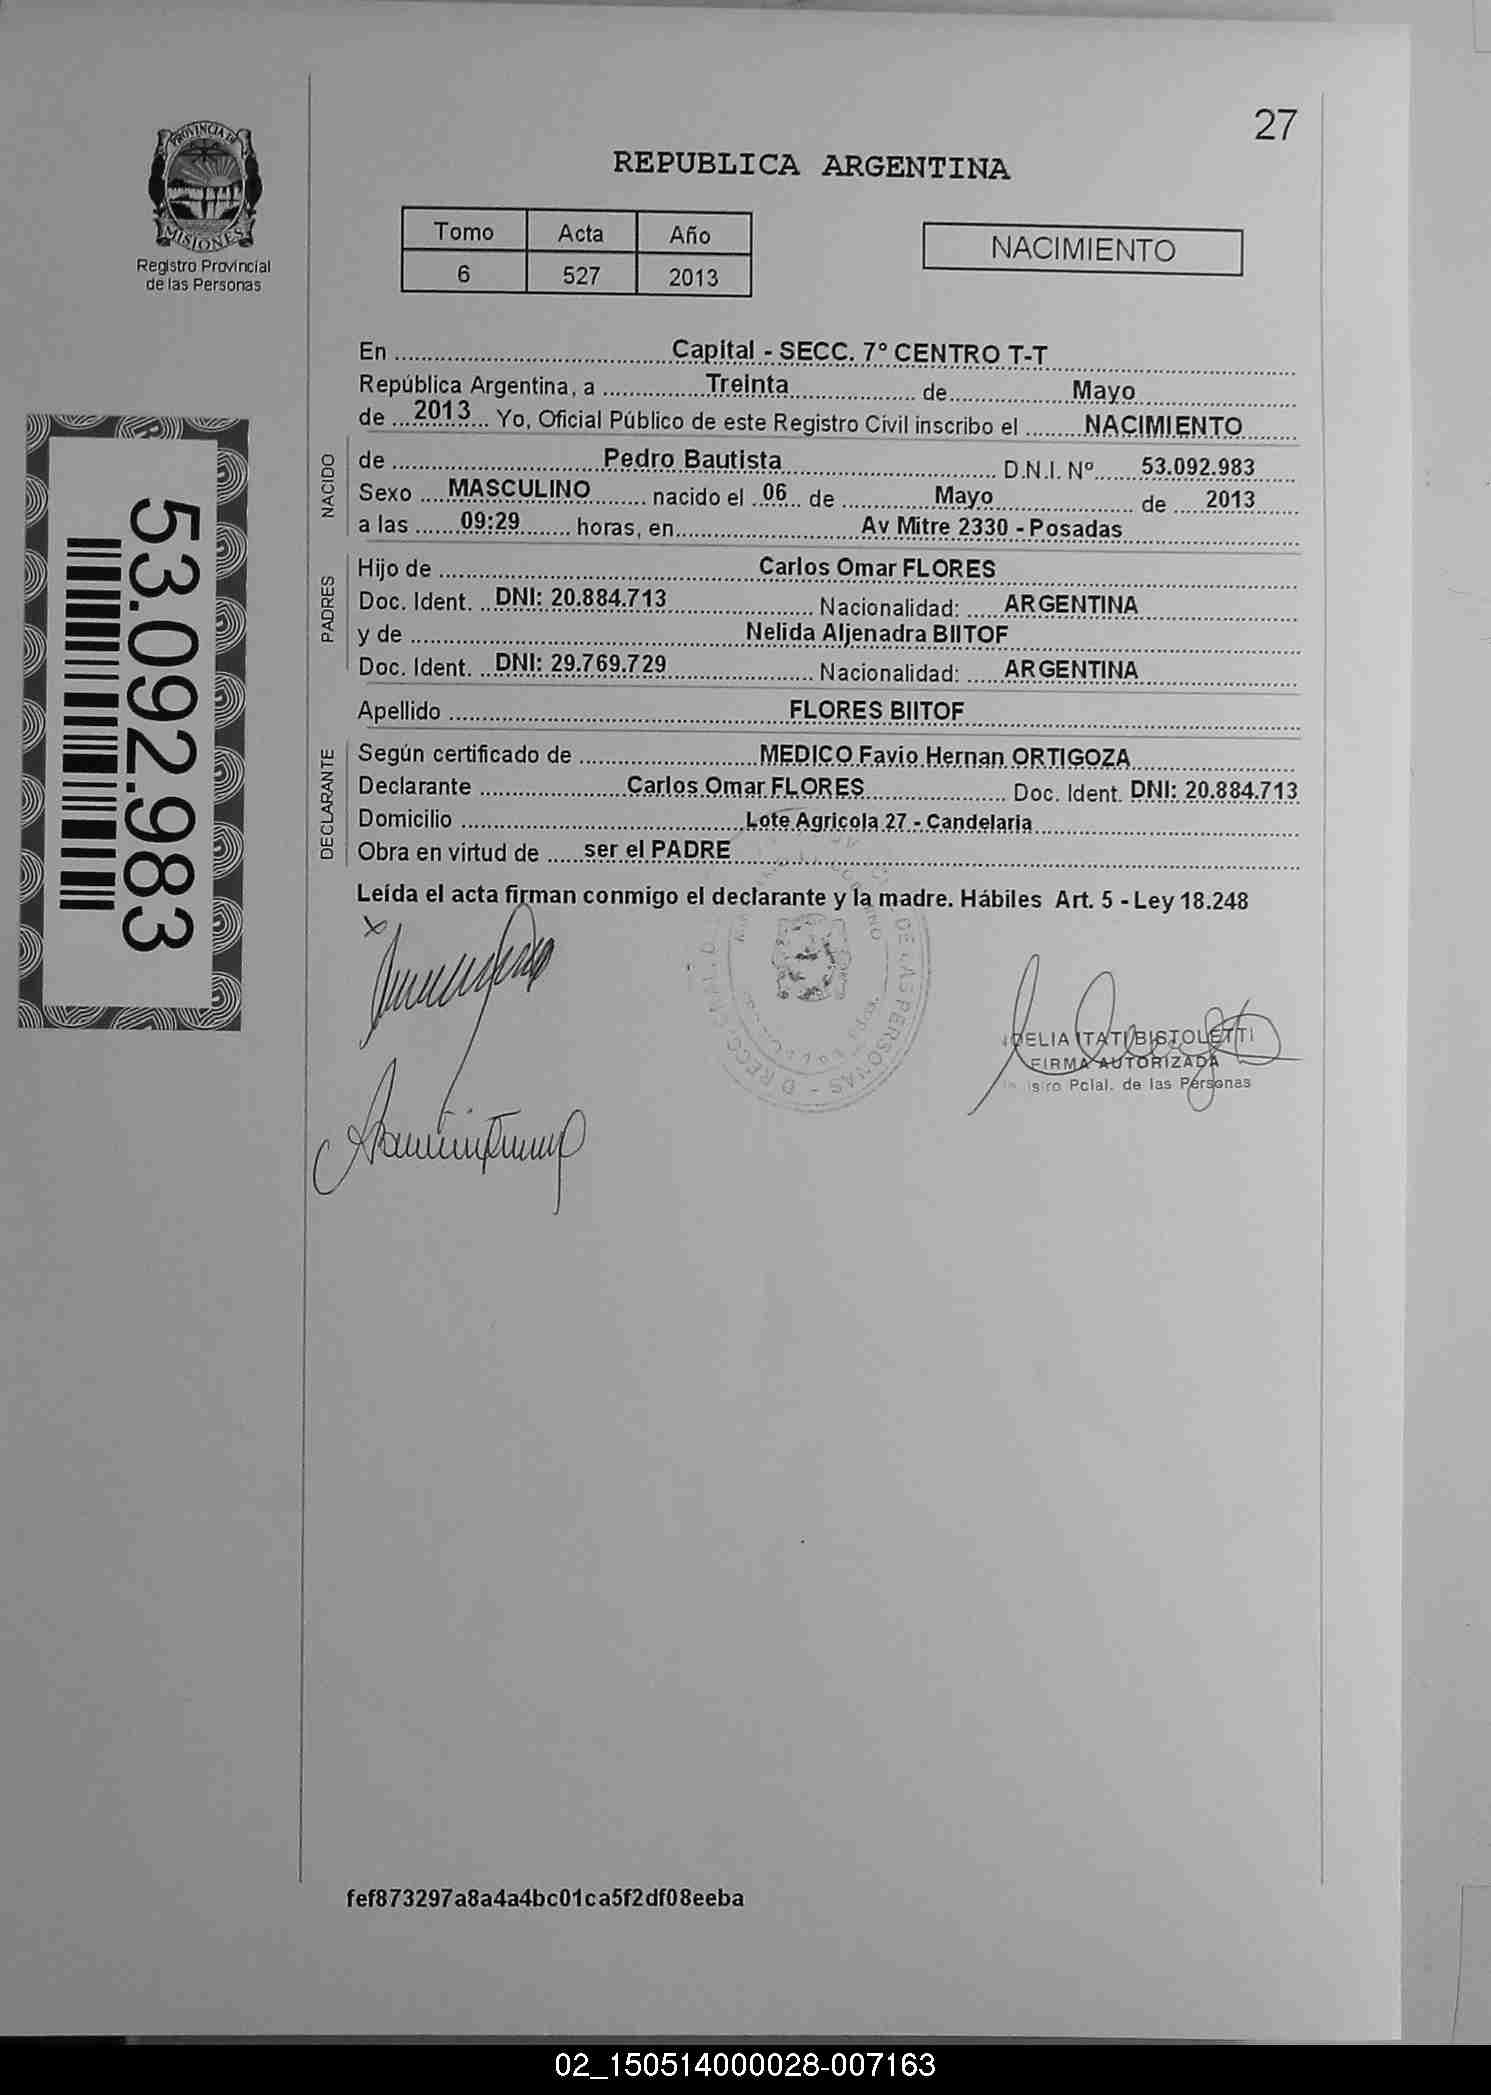 27
PROVINCIA DE
MISIONES
Registro Provincial
de las Personas
REPUBLICA ARGENTINA
Tomo Acta Año
6 527 2013
NACIMIENTO
En Capital - SECC. 7º CENTRO T-T
República Argentina, a Treinta de Mayo
de 2013 Yo, Oficial Público de este Registro Civil inscribo el NACIMIENTO
NACIDO
de Pedro Bautista D.N.I. Nº 53.092.983
Sexo MASCULINO nacido el 06 de Mayo de 2013
a las 09:29 horas, en Av Mitre 2330 - Posadas
PADRES
Hijo de Carlos Omar FLORES
Doc. Ident. DNI: 20.884.713 Nacionalidad: ARGENTINA
y de Nelida Aljenadra BIITOF
Doc. Ident. DNI: 29.769.729 Nacionalidad: ARGENTINA
Apellido FLORES BIITOF
DECLARANTE
Según certificado de MEDICO Favio Hernan ORTIGOZA
Declarante Carlos Omar FLORES Doc. Ident. DNI: 20.884.713
Domicilio Lote Agricola 27 - Candelaria
Obra en virtud de ser el PADRE
Leída el acta firman conmigo el declarante y la madre. Hábiles Art. 5 - Ley 18.248
53.092.983
DE LAS PERSONAS
ITATI BISTOLETTI
FIRMA AUTORIZADA
Pcial. de las Personas
fef873297a8a4a4bc01ca5f2df08eeba
02_150514000028-007163